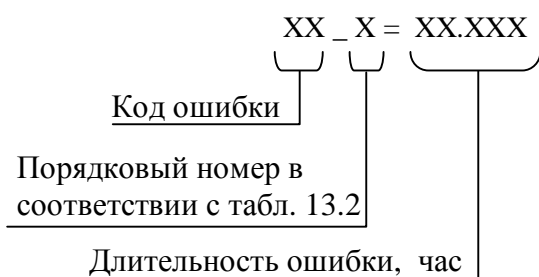 XX _ X = XX.XXX
Код ошибки
Порядковый номер в
соответствии с табл. 13.2
Длительность ошибки, час